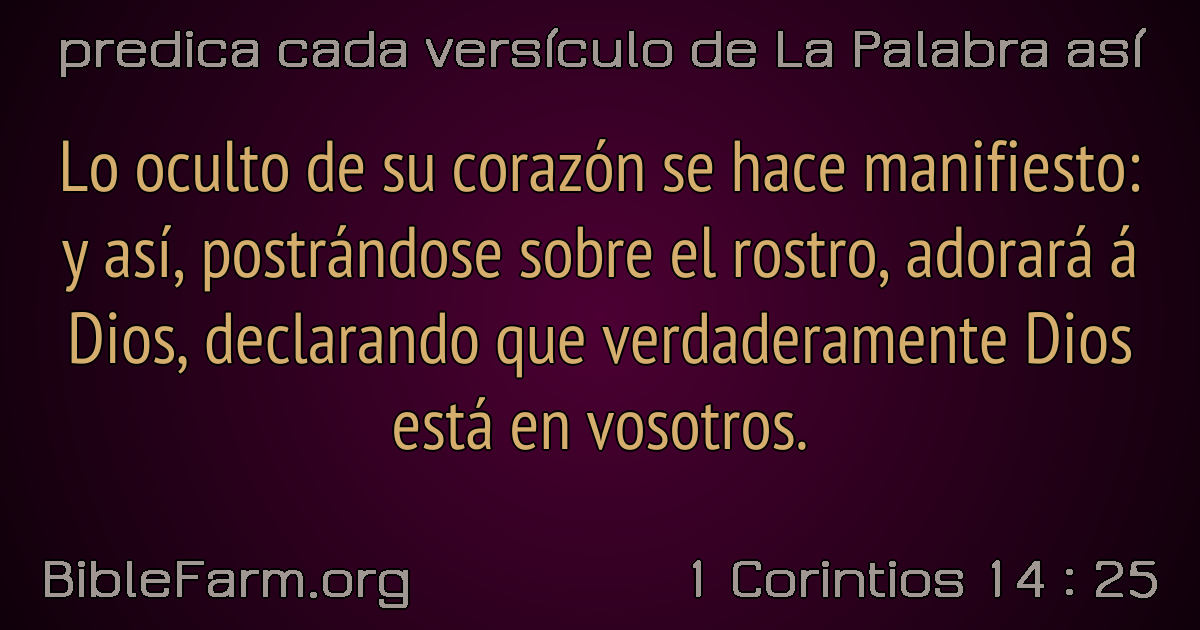 predica cada versículo de La Palabra así
Lo oculto de su corazón se hace manifiesto:
y así, postrándose sobre el rostro, adorará á
Dios, declarando que verdaderamente Dios
está en vosotros.
BibleFarm.org
1 Corintios 14 : 25